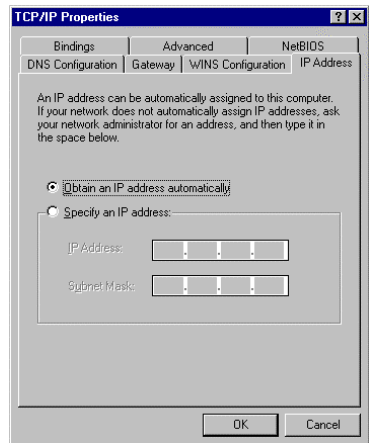 TCP/IP Properties
Bindings Advanced NetBIOS
DNS Configuration Gateway WINS Configuration IP Address
An IP address can be automatically assigned to this computer.
If your network does not automatically assign IP addresses, ask
your network administrator for an address, and then type it in
the space below.
Obtain an IP address automatically
Specify an IP address:
IP Address:
Subnet Mask:
OK Cancel